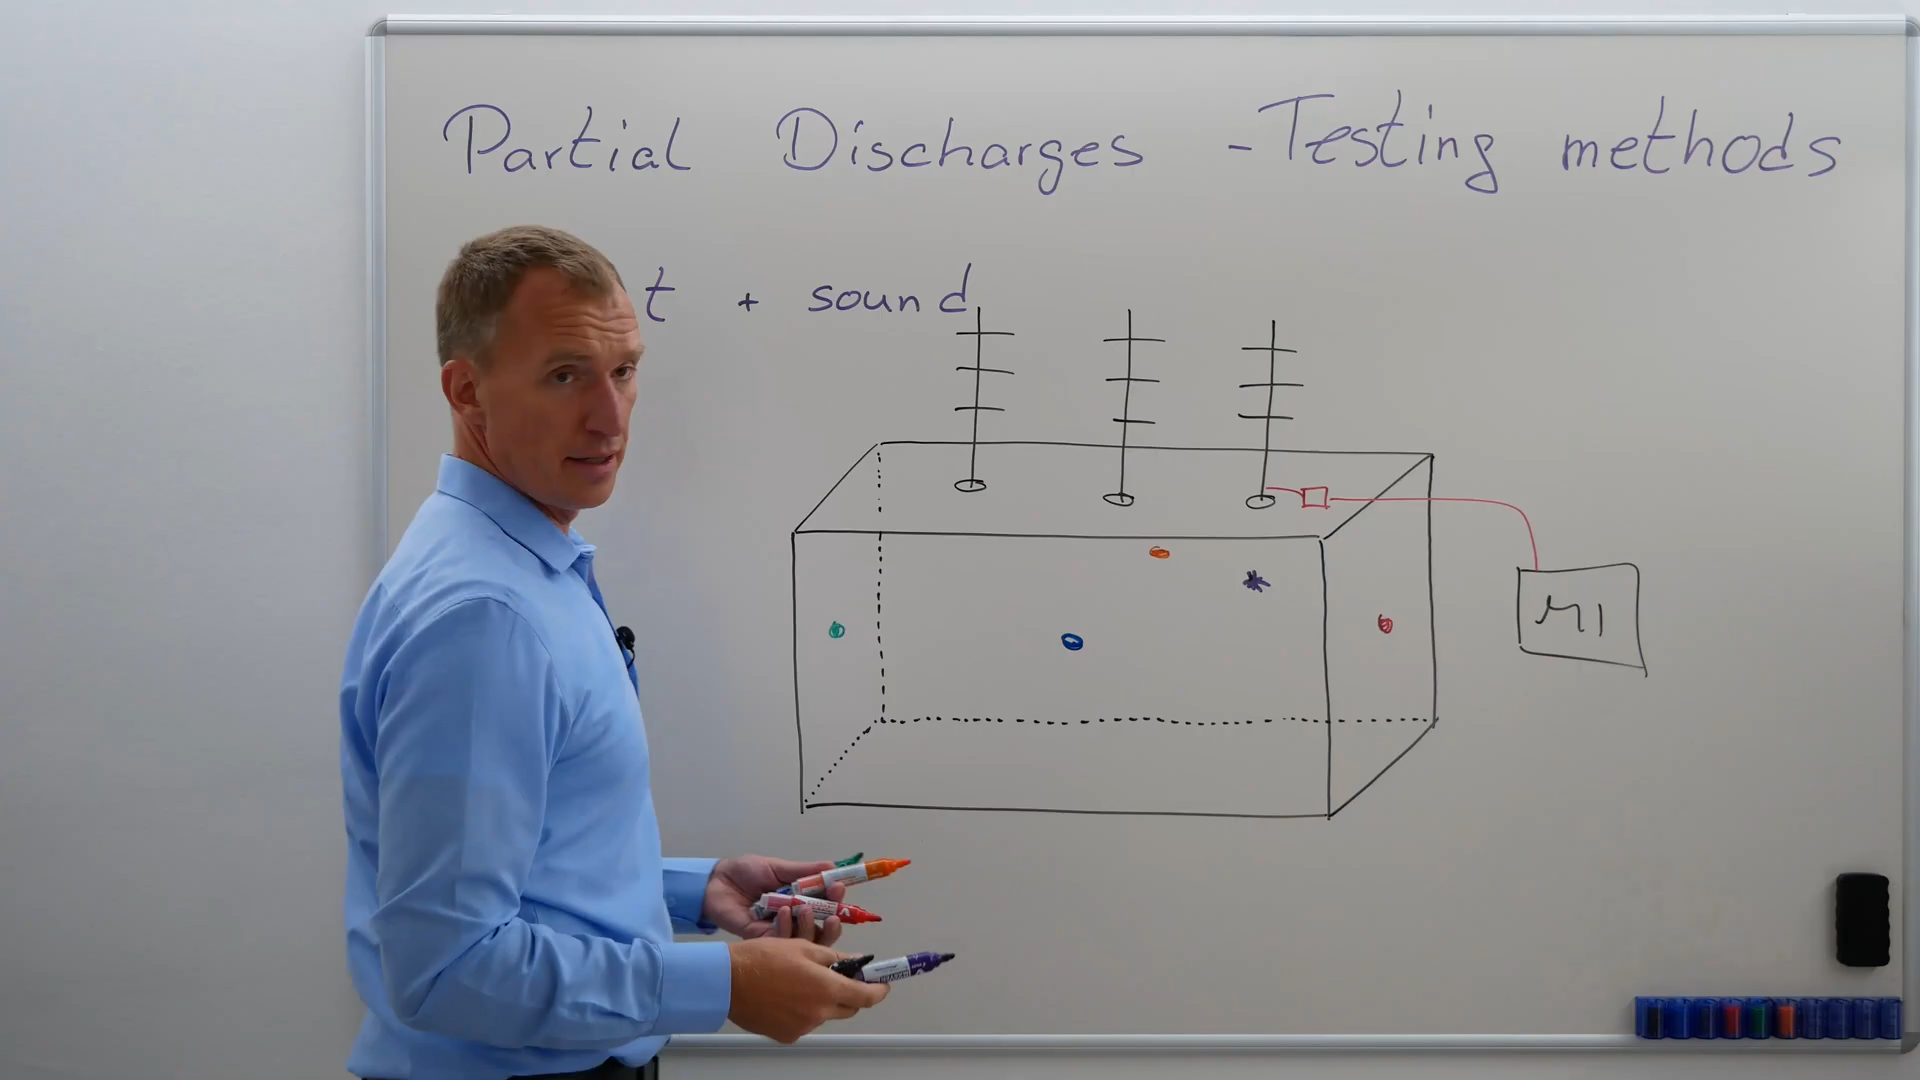 Partial Discharges - Testing methods
t + sound
MI